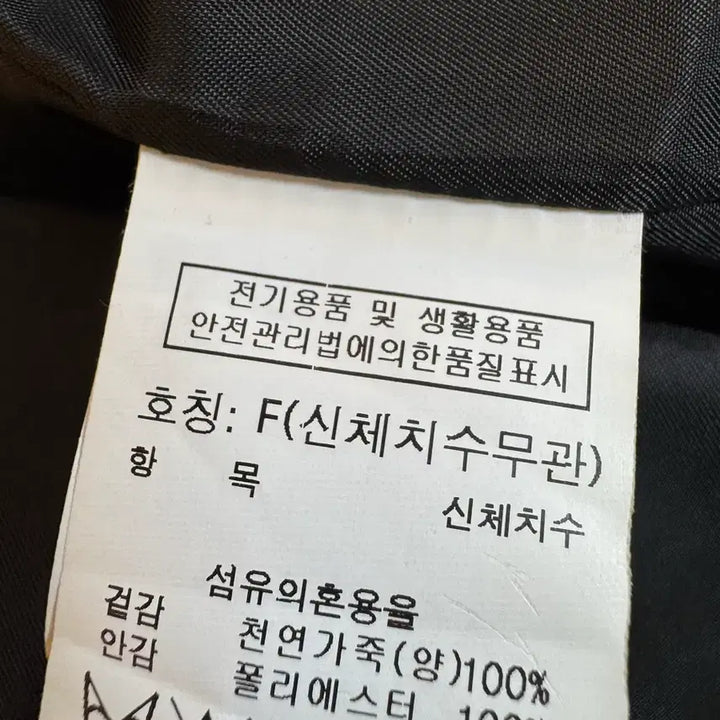 전기용품 및 생활용품
안전관리법에의한품질표시
호칭: F(신체치수무관)
항 목
신체치수
섬유의혼용율
겉감 천연가죽(양)100%
안감 폴리에스터 100%